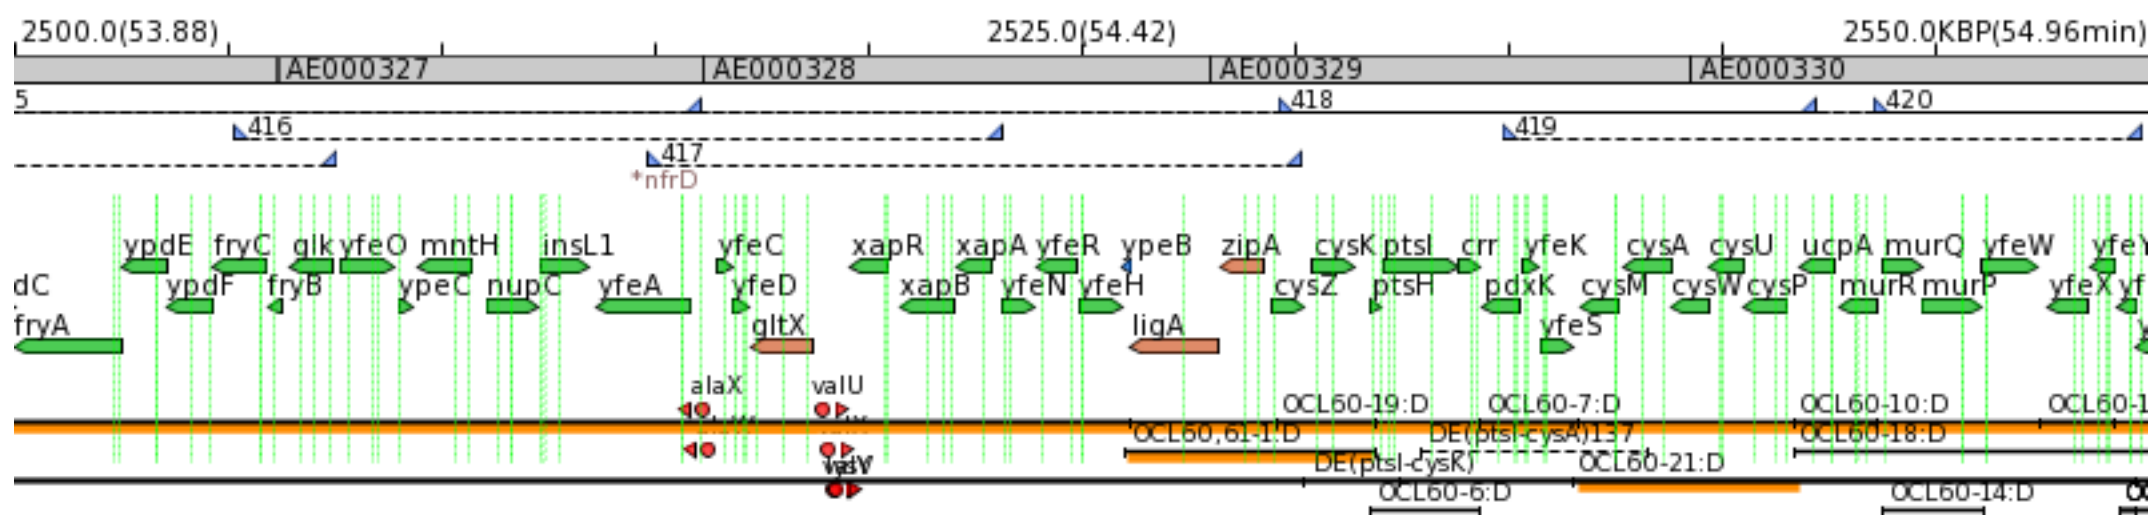 2500.0(53.88) 2525.0(54.42) 2550.0KBP(54.96min)
AE000327 AE000328 AE000329 AE000330
5 418 420
416 419
417
*nfrD
ypdE fryC glk yfeO mntH insL1 yfeC xapR xapA yfeR ypeB zipA cysK ptsI crr yfeK cysA cysU ucpA murQ yfeW yfeY
dC ypdF fryB ypeC nupC yfeA yfeD xapB yfeN yfeH cysZ ptsH pdxK cysM cysW cysP murR murP yfeX yf
fryA gltX ligA yfeS
alaX valU
OCL60-19:D OCL60-7:D OCL60-10:D OCL60-1
OCL60,61-1:D DE(ptsI-cysA)137 OCL60-18:D
DE(ptsI-cysK) OCL60-21:D
OCL60-6:D OCL60-14:D